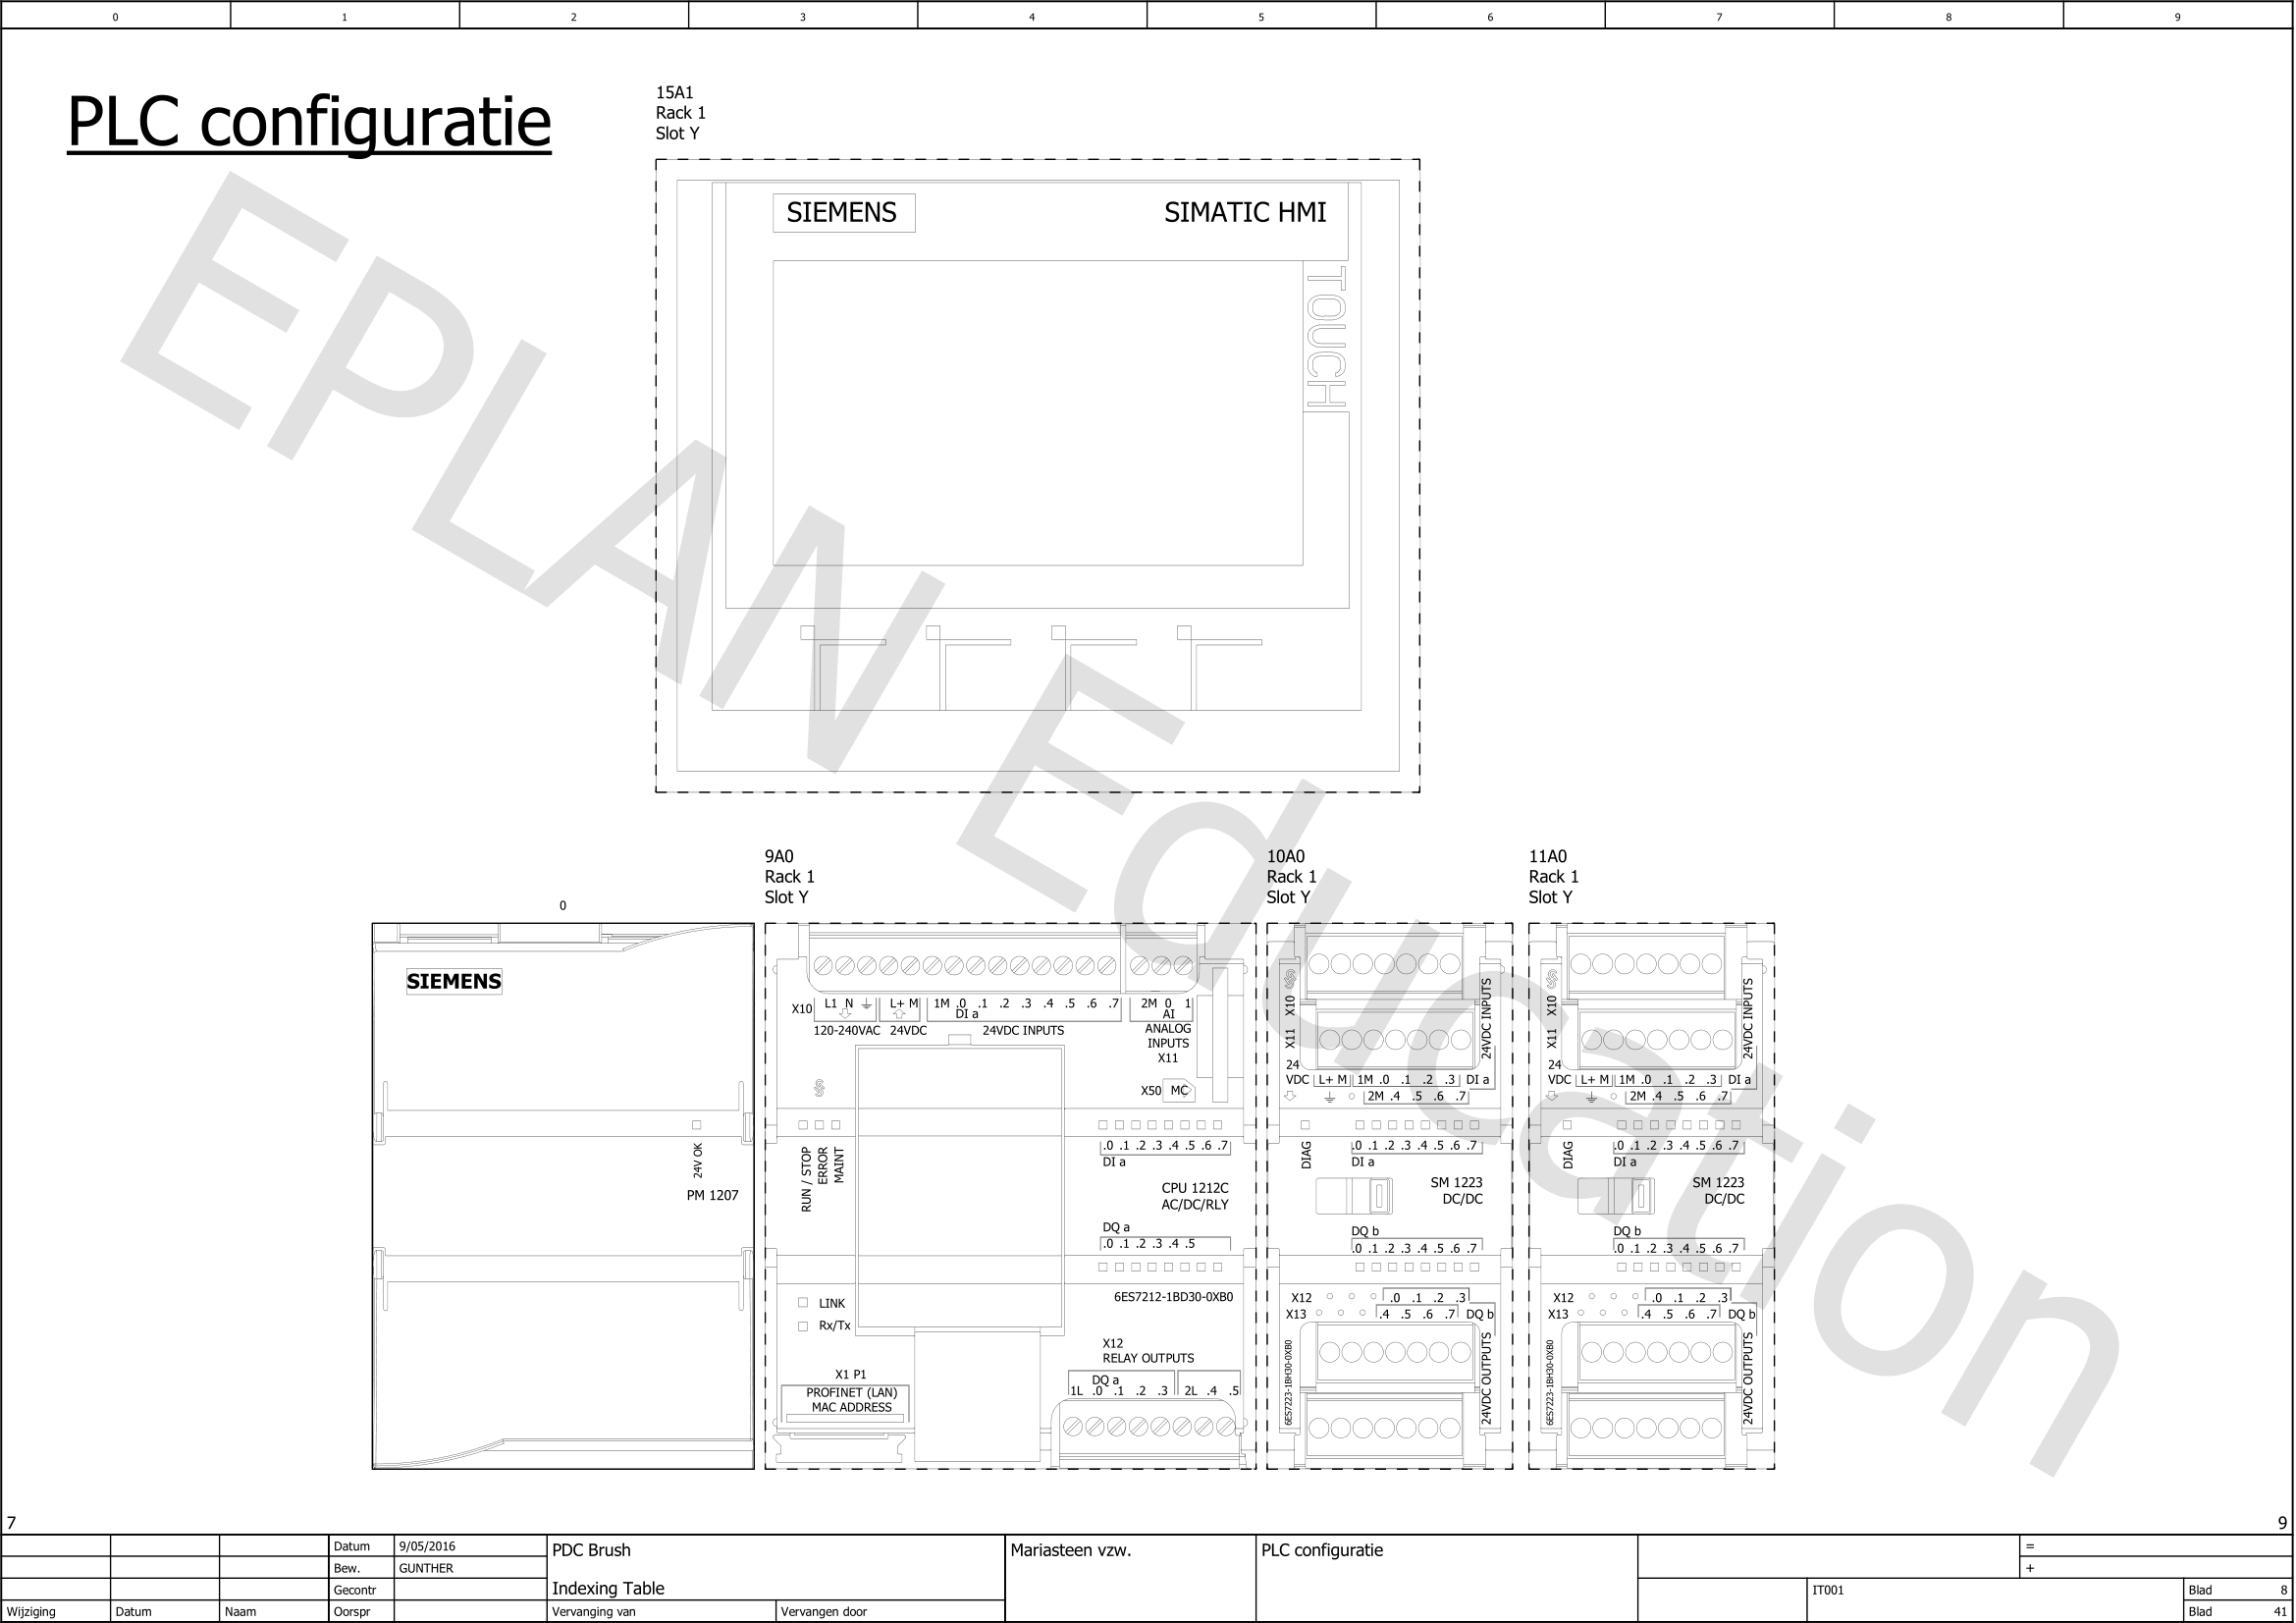 0 1 2 3 4 5 6 7 8 9
PLC configuratie
15A1
Rack 1
Slot Y
SIEMENS
SIMATIC HMI
TOUCH
EPLAN Education
0
SIEMENS
24V OK
PM 1207
9A0
Rack 1
Slot Y
X10
L1 N
L+ M
1M .0 .1 .2 .3 .4 .5 .6 .7
DI a
2M 0 1
AI
120-240VAC
24VDC
24VDC INPUTS
ANALOG
INPUTS
X11
X50
MC
RUN / STOP
ERROR
MAINT
.0 .1 .2 .3 .4 .5 .6 .7
DI a
CPU 1212C
AC/DC/RLY
DQ a
.0 .1 .2 .3 .4 .5
6ES7212-1BD30-0XB0
LINK
Rx/Tx
X12
RELAY OUTPUTS
X1 P1
PROFINET (LAN)
MAC ADDRESS
DQ a
1L .0 .1 .2 .3 2L .4 .5
10A0
Rack 1
Slot Y
X10
X11
24VDC INPUTS
24
VDC L+ M 1M .0 .1 .2 .3 DI a
2M .4 .5 .6 .7
DIAG
.0 .1 .2 .3 .4 .5 .6 .7
DI a
SM 1223
DC/DC
DQ b
.0 .1 .2 .3 .4 .5 .6 .7
X12 .0 .1 .2 .3
X13 .4 .5 .6 .7 DQ b
6ES7223-1BH30-0XB0
24VDC OUTPUTS
11A0
Rack 1
Slot Y
X10
X11
24VDC INPUTS
24
VDC L+ M 1M .0 .1 .2 .3 DI a
2M .4 .5 .6 .7
DIAG
.0 .1 .2 .3 .4 .5 .6 .7
DI a
SM 1223
DC/DC
DQ b
.0 .1 .2 .3 .4 .5 .6 .7
X12 .0 .1 .2 .3
X13 .4 .5 .6 .7 DQ b
6ES7223-1BH30-0XB0
24VDC OUTPUTS
7
9
Datum 9/05/2016
Bew. GUNTHER
Gecontr
Wijziging Datum Naam Oorspr
PDC Brush
Indexing Table
Vervanging van
Vervangen door
Mariasteen vzw.
PLC configuratie
=
+
IT001
Blad 8
Blad 41